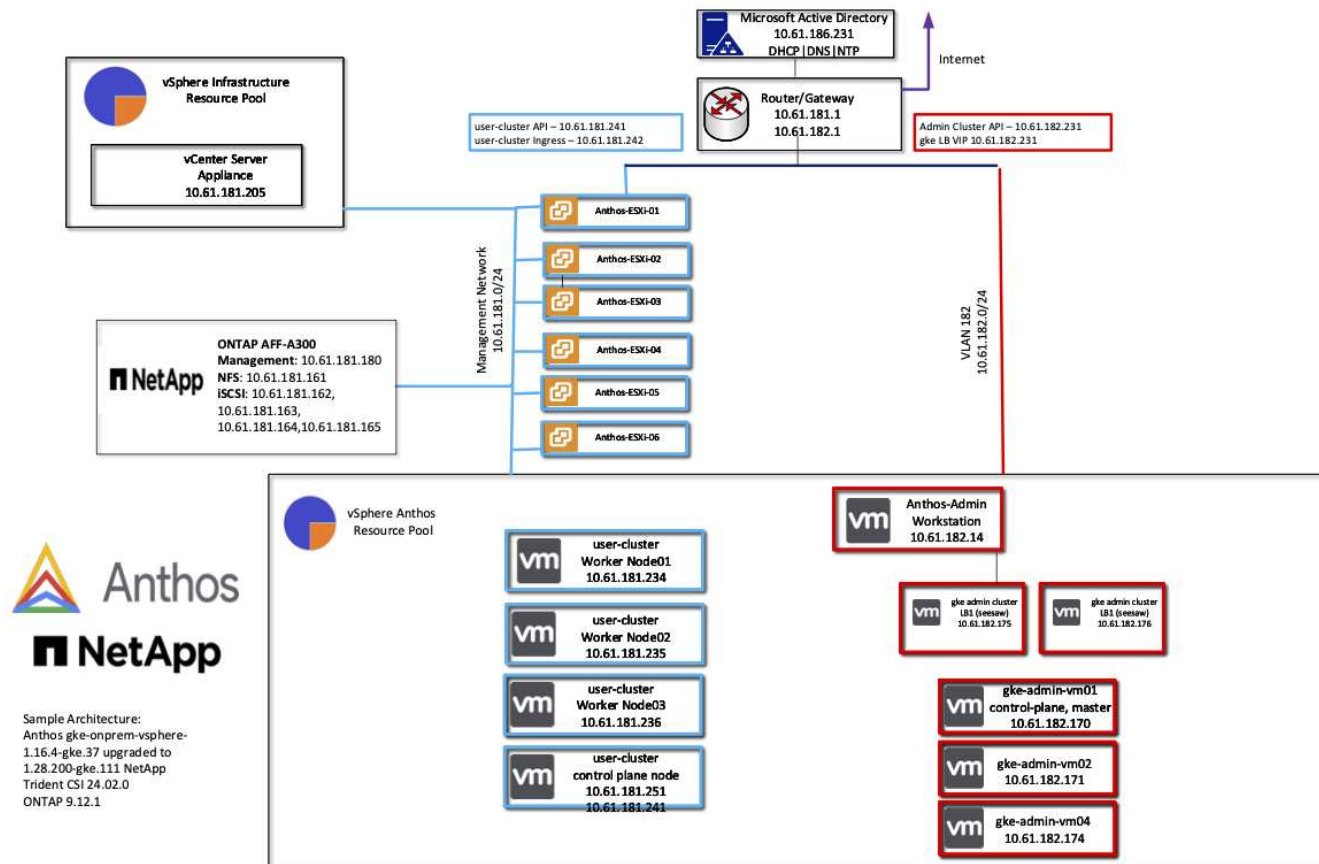 Microsoft Active Directory
10.61.186.231
DHCP|DNS|NTP
Internet
vSphere Infrastructure
Resource Pool
vCenter Server
Appliance
10.61.181.205
Router/Gateway
10.61.181.1
10.61.182.1
user-cluster API – 10.61.181.241
user-cluster Ingress – 10.61.181.242
Admin Cluster API – 10.61.182.231
gke LB VIP 10.61.182.231
Anthos-ESXi-01
Anthos-ESXi-02
Anthos-ESXi-03
Anthos-ESXi-04
Anthos-ESXi-05
Anthos-ESXi-06
Management Network
10.61.181.0/24
VLAN 182
10.61.182.0/24
NetApp
ONTAP AFF-A300
Management: 10.61.181.180
NFS: 10.61.181.161
iSCSI: 10.61.181.162,
10.61.181.163,
10.61.181.164,10.61.181.165
vSphere Anthos
Resource Pool
vm
user-cluster
Worker Node01
10.61.181.234
vm
user-cluster
Worker Node02
10.61.181.235
vm
user-cluster
Worker Node03
10.61.181.236
vm
user-cluster
control plane node
10.61.181.251
10.61.181.241
vm
Anthos-Admin
Workstation
10.61.182.14
vm
gke admin cluster
LB1 (seesaw)
10.61.182.175
vm
gke admin cluster
LB1 (seesaw)
10.61.182.176
vm
gke-admin-vm01
control-plane, master
10.61.182.170
vm
gke-admin-vm02
10.61.182.171
vm
gke-admin-vm04
10.61.182.174
Anthos
NetApp
Sample Architecture:
Anthos gke-onprem-vsphere-
1.16.4-gke.37 upgraded to
1.28.200-gke.111 NetApp
Trident CSI 24.02.0
ONTAP 9.12.1